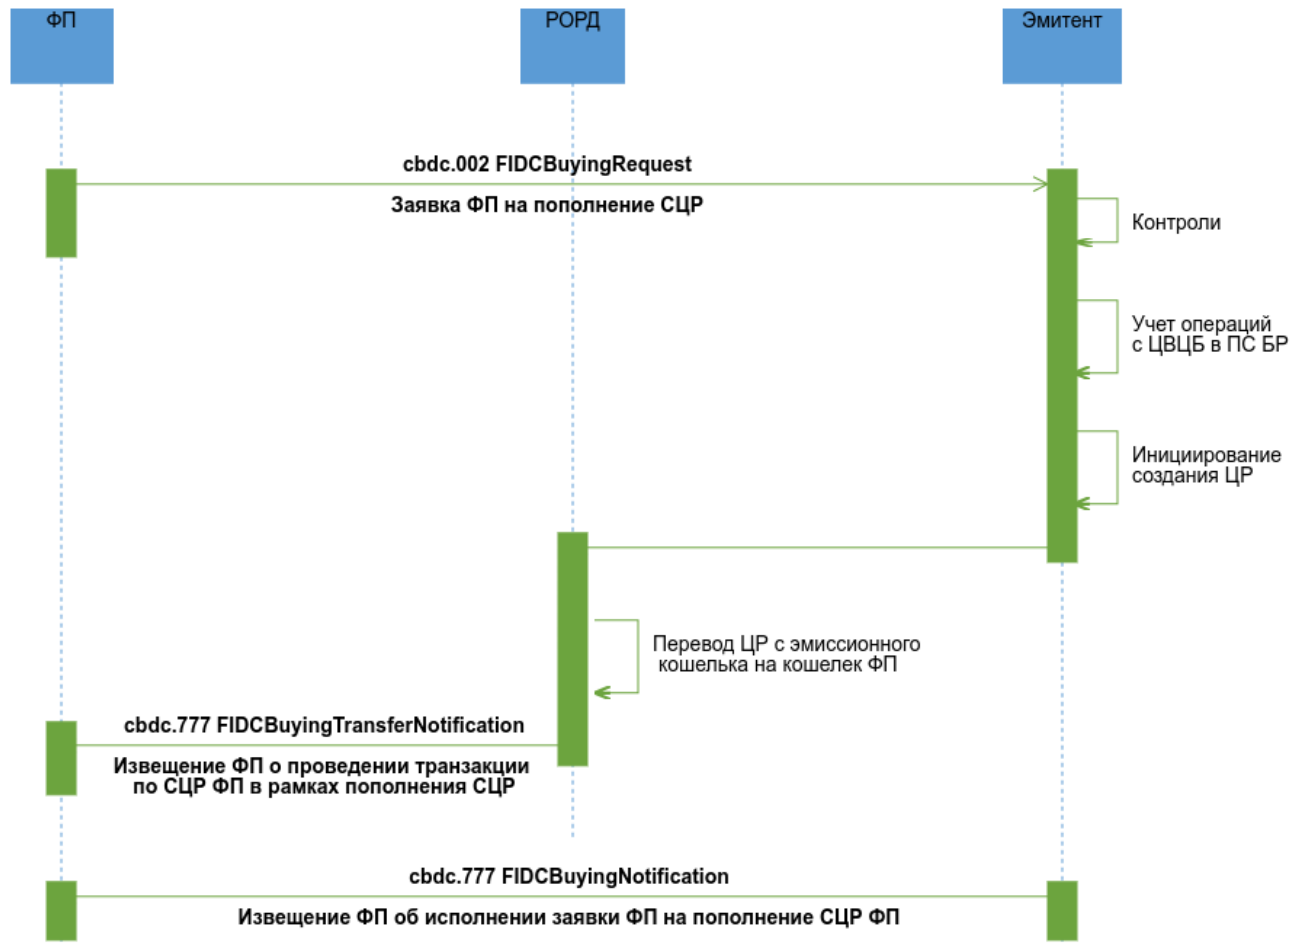 ФП
РОРД
Эмитент
cbdc.002 FIDCBuyingRequest
Заявка ФП на пополнение СЦР
Контроли
Учет операций
с ЦВЦБ в ПС БР
Инициирование
создания ЦР
Перевод ЦР с эмиссионного
кошелька на кошелек ФП
cbdc.777 FIDCBuyingTransferNotification
Извещение ФП о проведении транзакции
по СЦР ФП в рамках пополнения СЦР
cbdc.777 FIDCBuyingNotification
Извещение ФП об исполнении заявки ФП на пополнение СЦР ФП